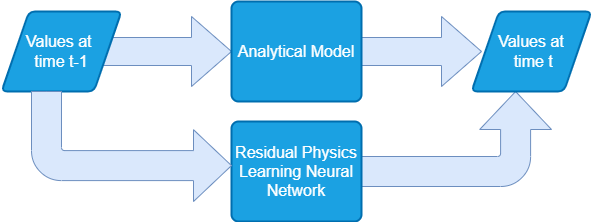 Values at
time t-1
Analytical Model
Values at
time t
Residual Physics
Learning Neural
Network